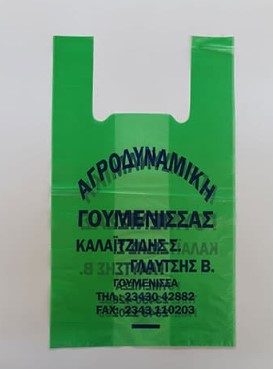 ΑΓΡΟΔΥΝΑΜΙΚΗ
ΓΟΥΜΕΝΙΣΣΑΣ
ΚΑΛΑΪΤΖΙΔΗΣ Σ.
ΓΛΑΥΤΣΗΣ Β.
ΓΟΥΜΕΝΙΣΣΑ
ΤΗΛ: 23430 42882
FAX: 2343 110203